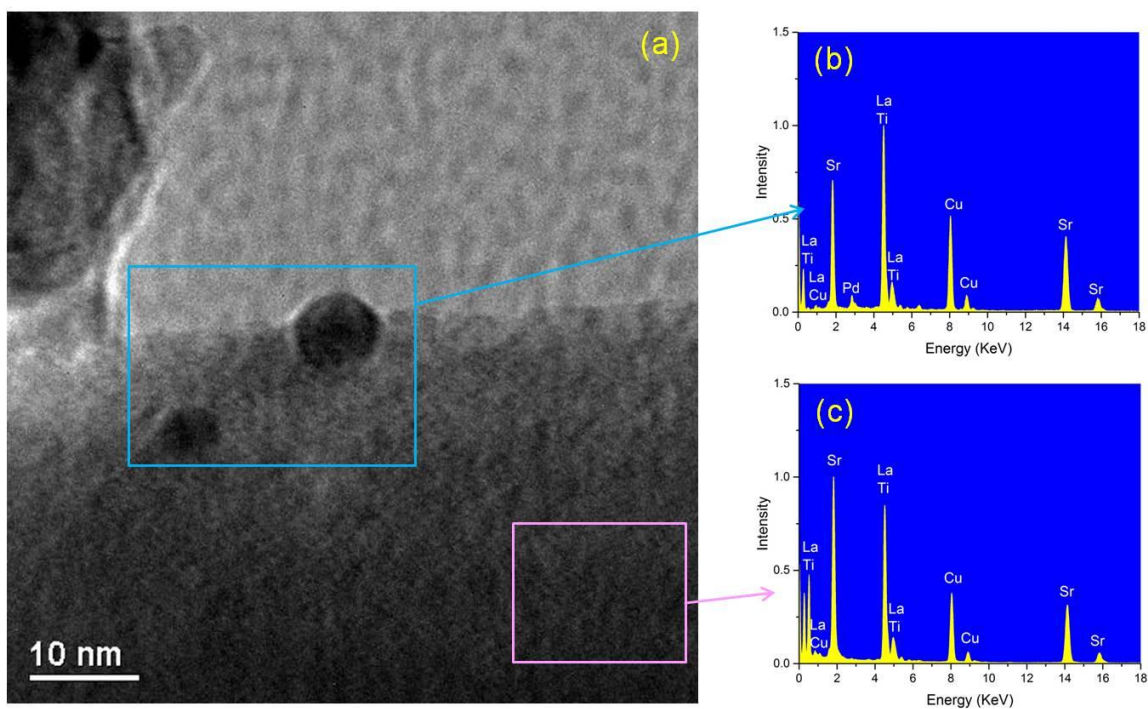 (a)
10 nm
(b)
1.5
1.0
0.5
0.0
Intensity
La
Ti
Sr
La
Ti
La
Cu
Pd
La
Ti
Cu
Cu
Sr
Sr
0 2 4 6 8 10 12 14 16 18
Energy (KeV)
(c)
1.5
1.0
0.5
0.0
Intensity
La
Ti
Sr
La
Ti
La
Cu
La
Ti
Cu
Cu
Sr
Sr
0 2 4 6 8 10 12 14 16 18
Energy (KeV)